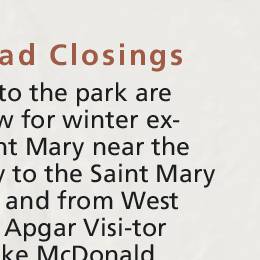 ad Closings
to the park are
w for winter ex-
nt Mary near the
y to the Saint Mary
and from West
Apgar Visi-tor
ke McDonald